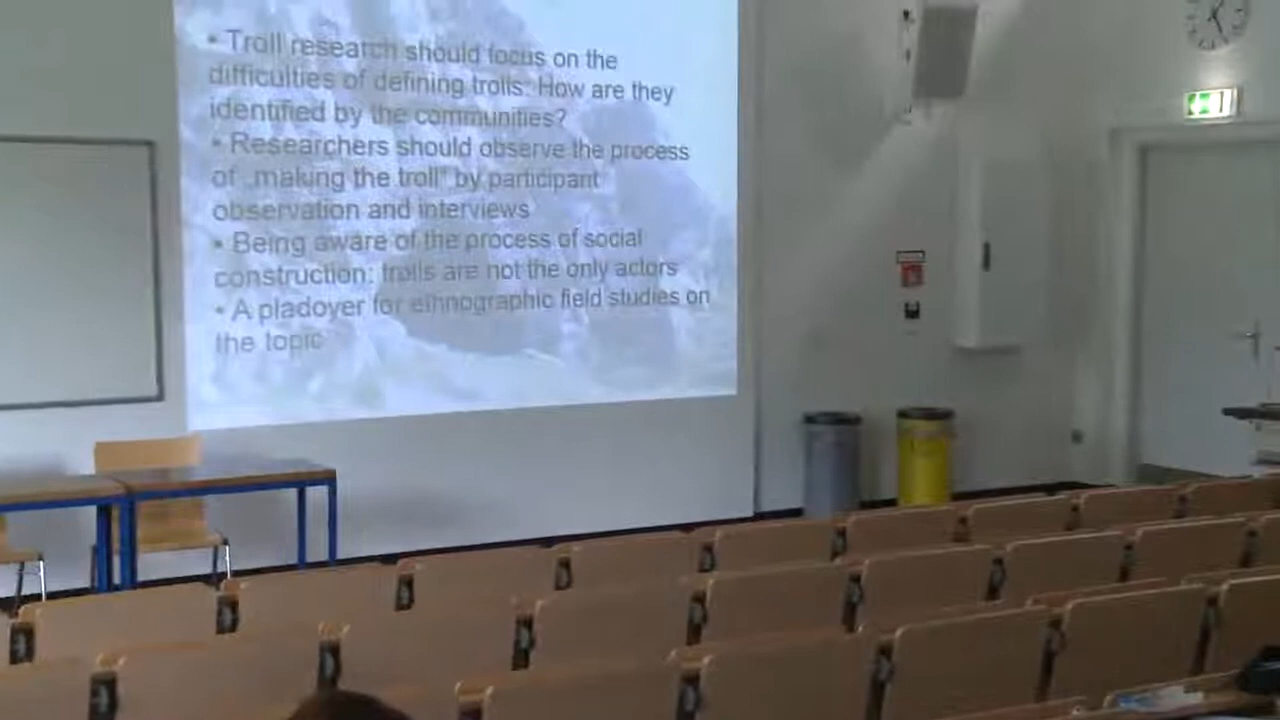 • Troll research should focus on the
difficulties of defining trolls: How are they
identified by the communities?
• Researchers should observe the process
of „making the troll" by participant
observation and interviews
• Being aware of the process of social
construction: trolls are not the only actors
• A pladoyer for ethnographic field studies on
the topic